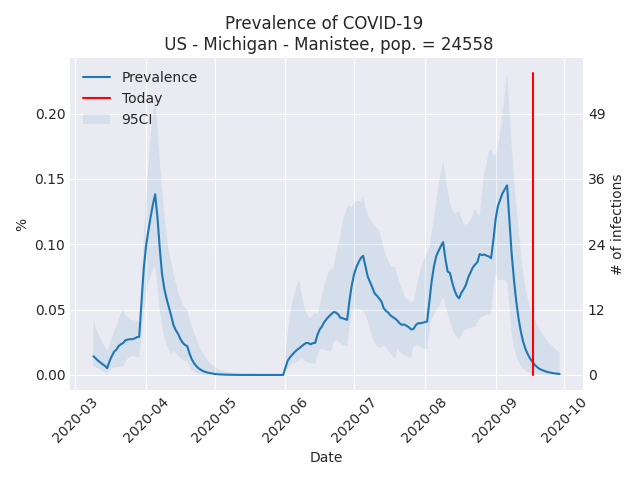 Prevalence of COVID-19
US - Michigan - Manistee, pop. = 24558
Prevalence
Today
95CI
0.20
0.15
0.10
0.05
0.00
%
49
36
24
12
0
# of infections
2020-03
2020-04
2020-05
2020-06
2020-07
2020-08
2020-09
2020-10
Date